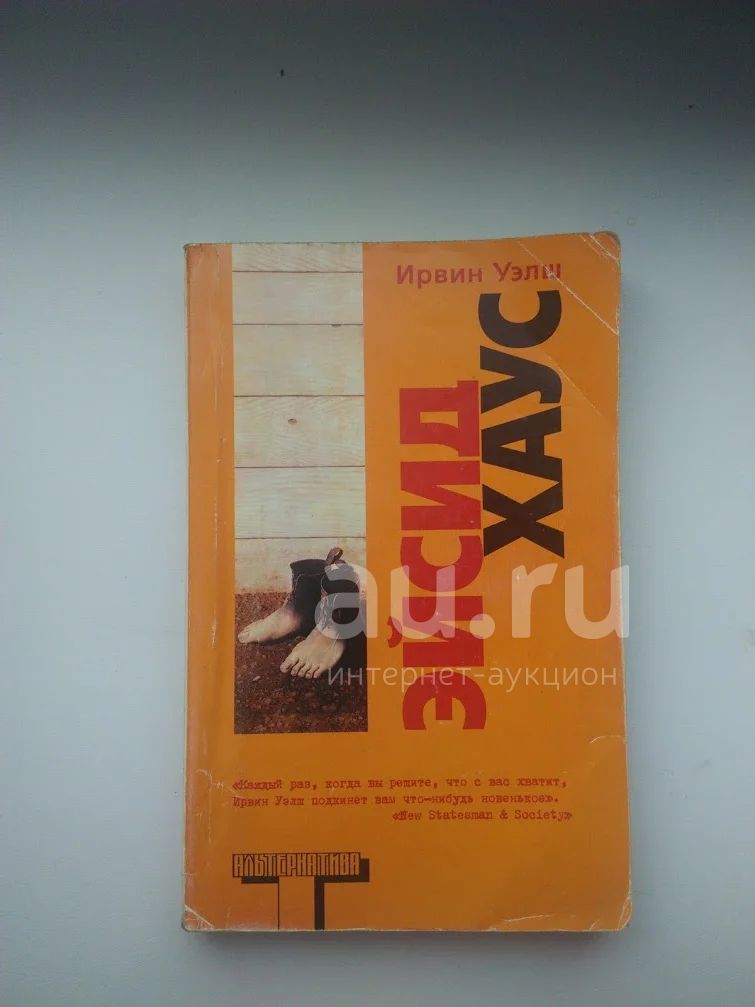 Ирвин Уэлш
ЭЙСИД
ХАУС
au.ru
интернет-аукцион
«Каждый раз, когда вы решите, что с вас хватит,
Ирвин Уэлш подкинет вам что-нибудь новенькое».
«New Statesman & Society»
АЛЬТЕРНАТИВА